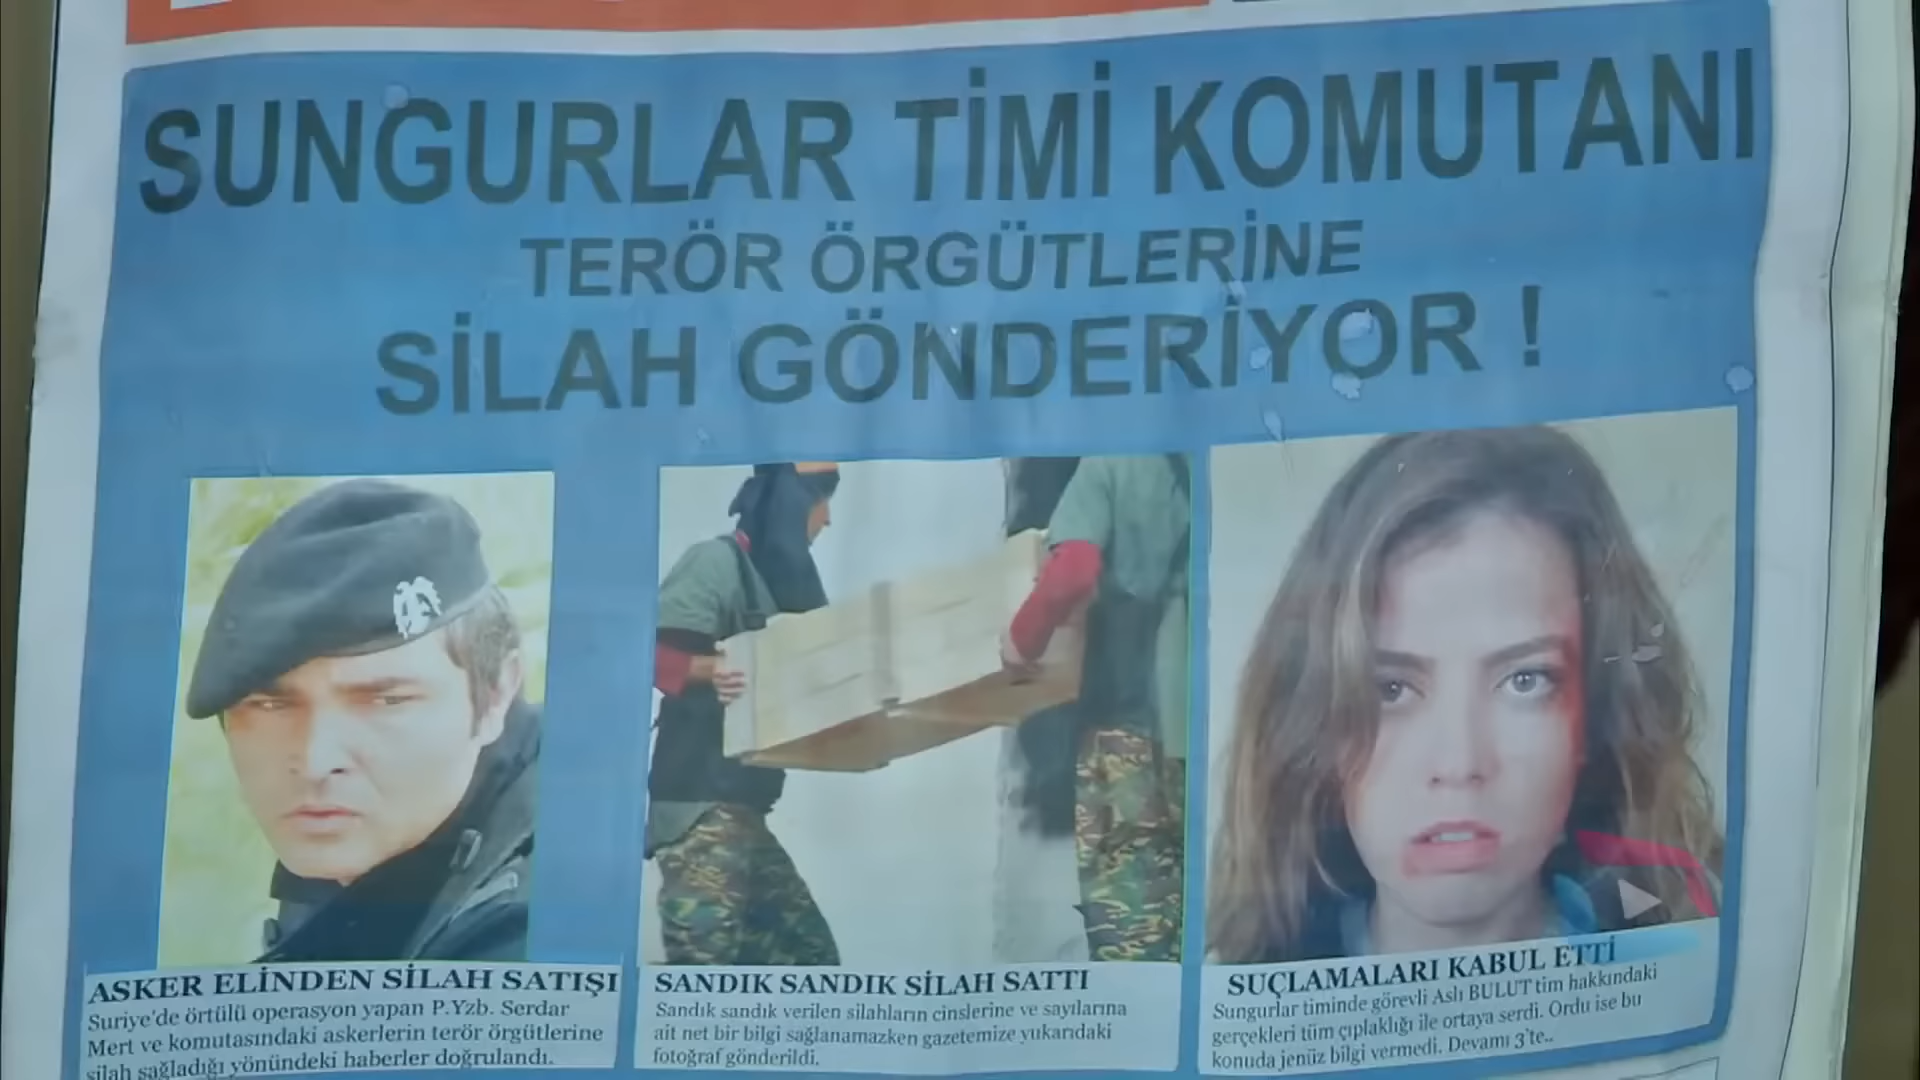 SUNGURLAR TİMİ KOMUTANI
TERÖR ÖRGÜTLERİNE
SİLAH GÖNDERİYOR !
ASKER ELİNDEN SİLAH SATIŞI
Suriye'de örtülü operasyon yapan P.Yzb. Serdar
Mert ve komutasındaki askerlerin terör örgütlerine
silah sağladığı yönündeki haberler doğrulandı.
SANDIK SANDIK SİLAH SATTI
Sandık sandık verilen silahların cinslerine ve sayılarına
ait net bir bilgi sağlanamazken gazetemize yukarıdaki
fotoğraf gönderildi.
SUÇLAMALARI KABUL ETTİ
Sungurlar timinde görevli Aslı BULUT tim hakkındaki
gerçekleri tüm çıplaklığı ile ortaya serdi. Ordu ise bu
konuda jenüz bilgi vermedi. Devamı 3'te..